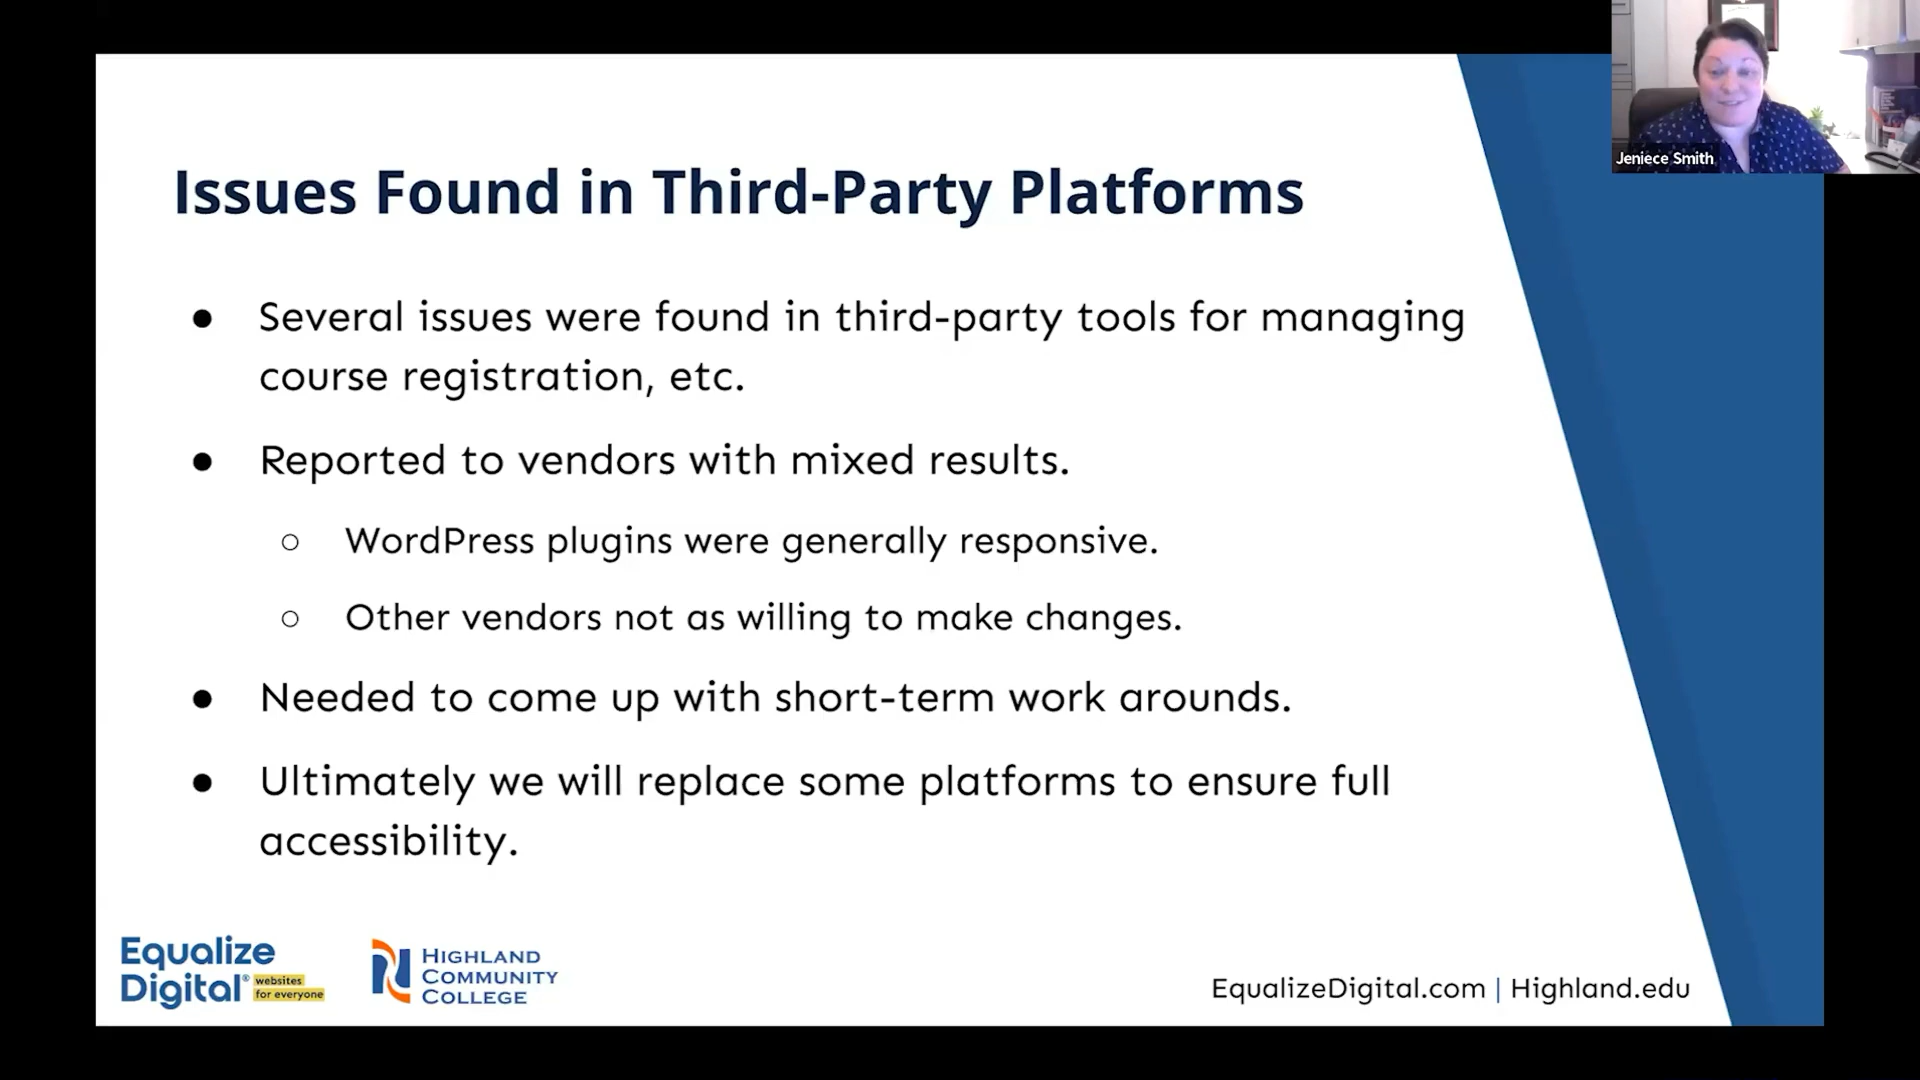 Jeniece Smith
Issues Found in Third-Party Platforms
● Several issues were found in third-party tools for managing
course registration, etc.
● Reported to vendors with mixed results.
○ WordPress plugins were generally responsive.
○ Other vendors not as willing to make changes.
● Needed to come up with short-term work arounds.
● Ultimately we will replace some platforms to ensure full
accessibility.
Equalize
Digital®
websites
for everyone
HIGHLAND
COMMUNITY
COLLEGE
EqualizeDigital.com | Highland.edu